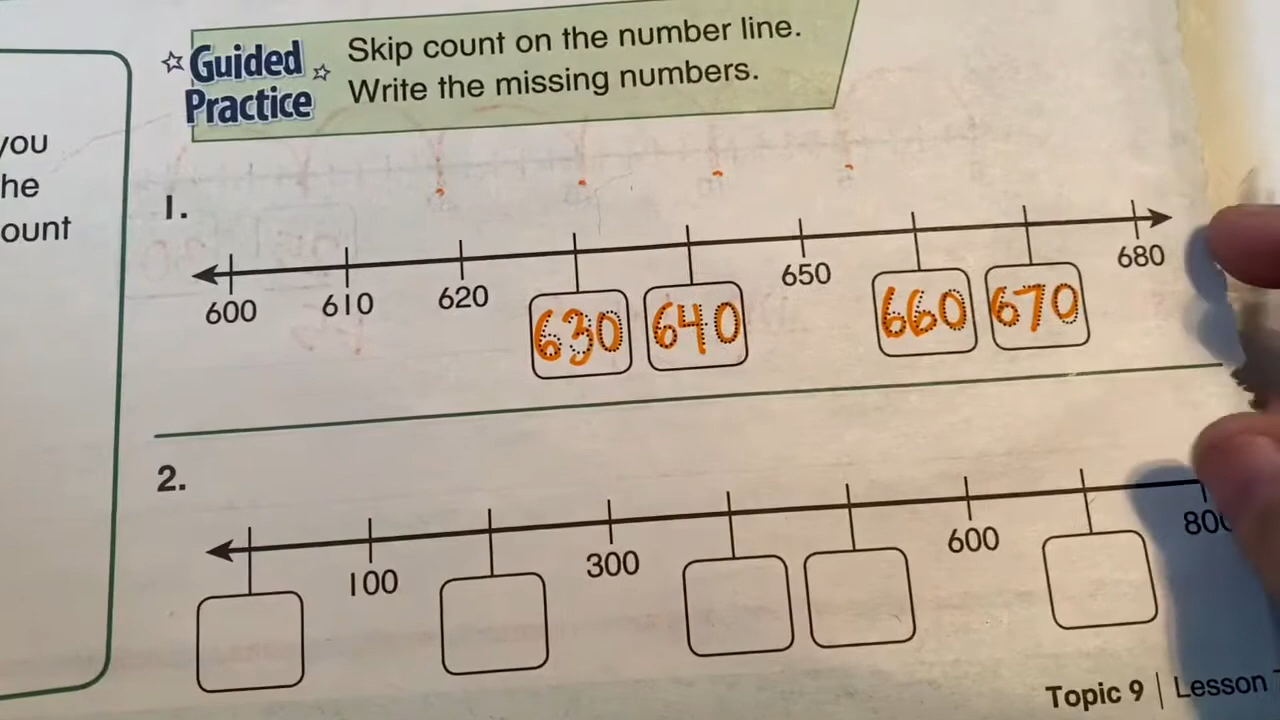 you
he
ount
Guided
Practice
Skip count on the number line.
Write the missing numbers.
1.
600 610 620 630 640 650 660 670 680
2.
100 300 600
Topic 9 | Lesson